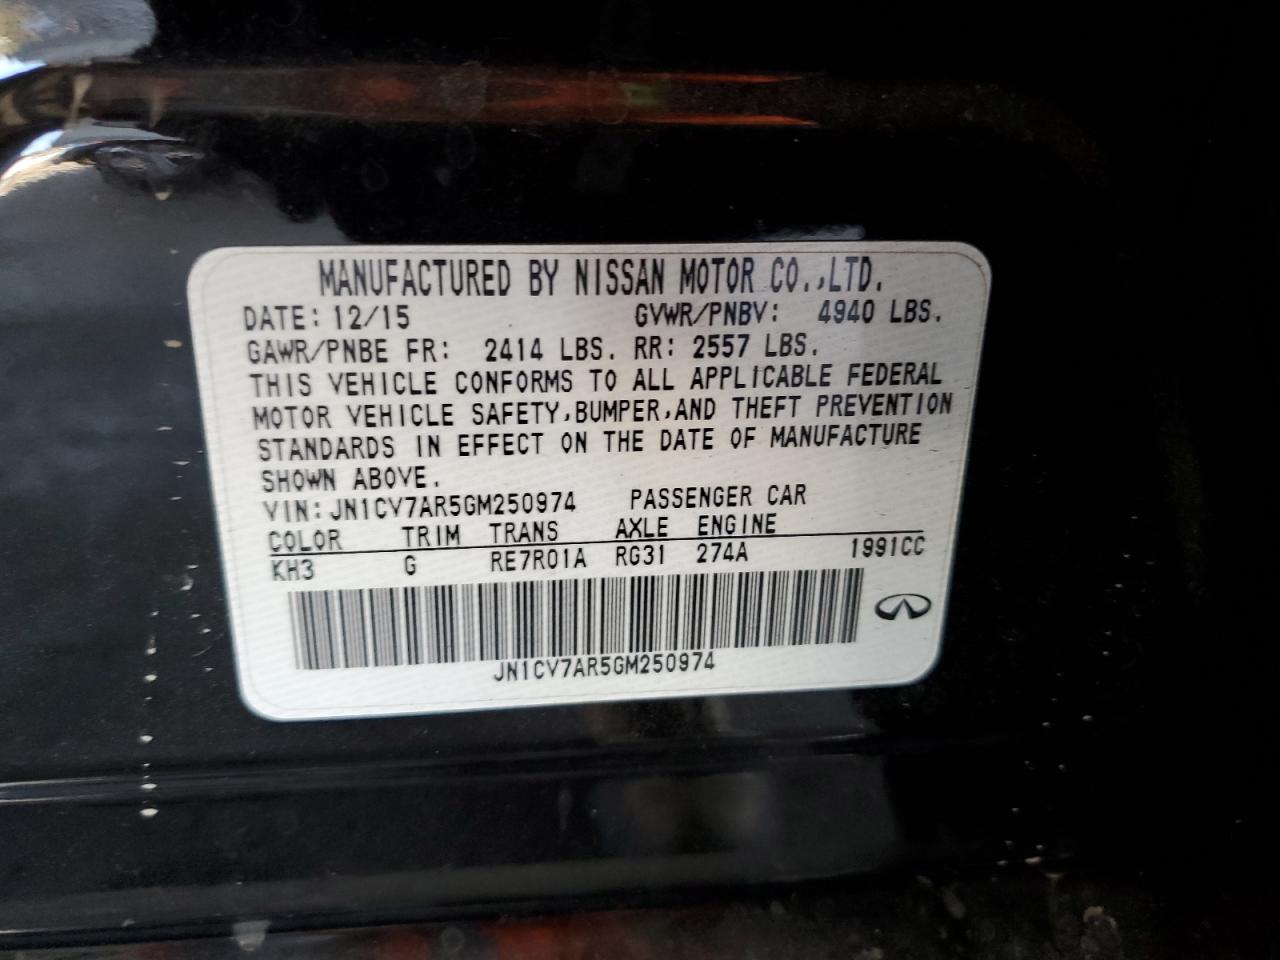 MANUFACTURED BY NISSAN MOTOR CO.,LTD.
DATE: 12/15 GVWR/PNBV: 4940 LBS.
GAWR/PNBE FR: 2414 LBS. RR: 2557 LBS.
THIS VEHICLE CONFORMS TO ALL APPLICABLE FEDERAL
MOTOR VEHICLE SAFETY,BUMPER,AND THEFT PREVENTION
STANDARDS IN EFFECT ON THE DATE OF MANUFACTURE
SHOWN ABOVE.
VIN: JN1CV7AR5GM250974 PASSENGER CAR
COLOR TRIM TRANS AXLE ENGINE
KH3 G RE7R01A RG31 274A 1991CC
JN1CV7AR5GM250974